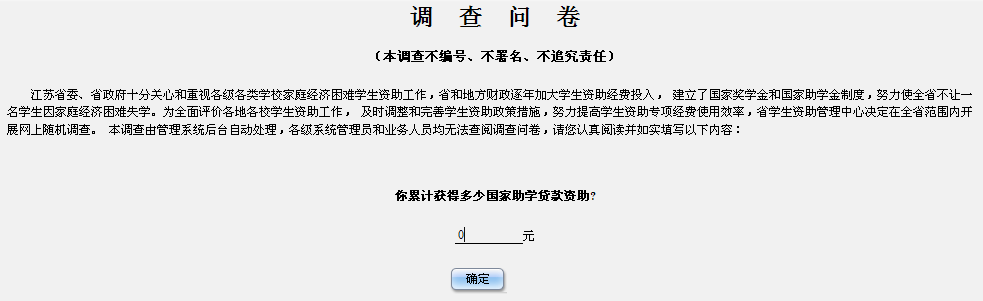 调 查 问 卷
（本调查不编号、不署名、不追究责任）
江苏省委、省政府十分关心和重视各级各类学校家庭经济困难学生资助工作，省和地方财政逐年加大学生资助经费投入， 建立了国家奖学金和国家助学金制度，努力使全省不让一
名学生因家庭经济困难失学。为全面评价各地各校学生资助工作， 及时调整和完善学生资助政策措施，努力提高学生资助专项经费使用效率，省学生资助管理中心决定在全省范围内开
展网上随机调查。 本调查由管理系统后台自动处理，各级系统管理员和业务人员均无法查阅调查问卷，请您认真阅读并如实填写以下内容：
你累计获得多少国家助学贷款资助?
0 元
确定